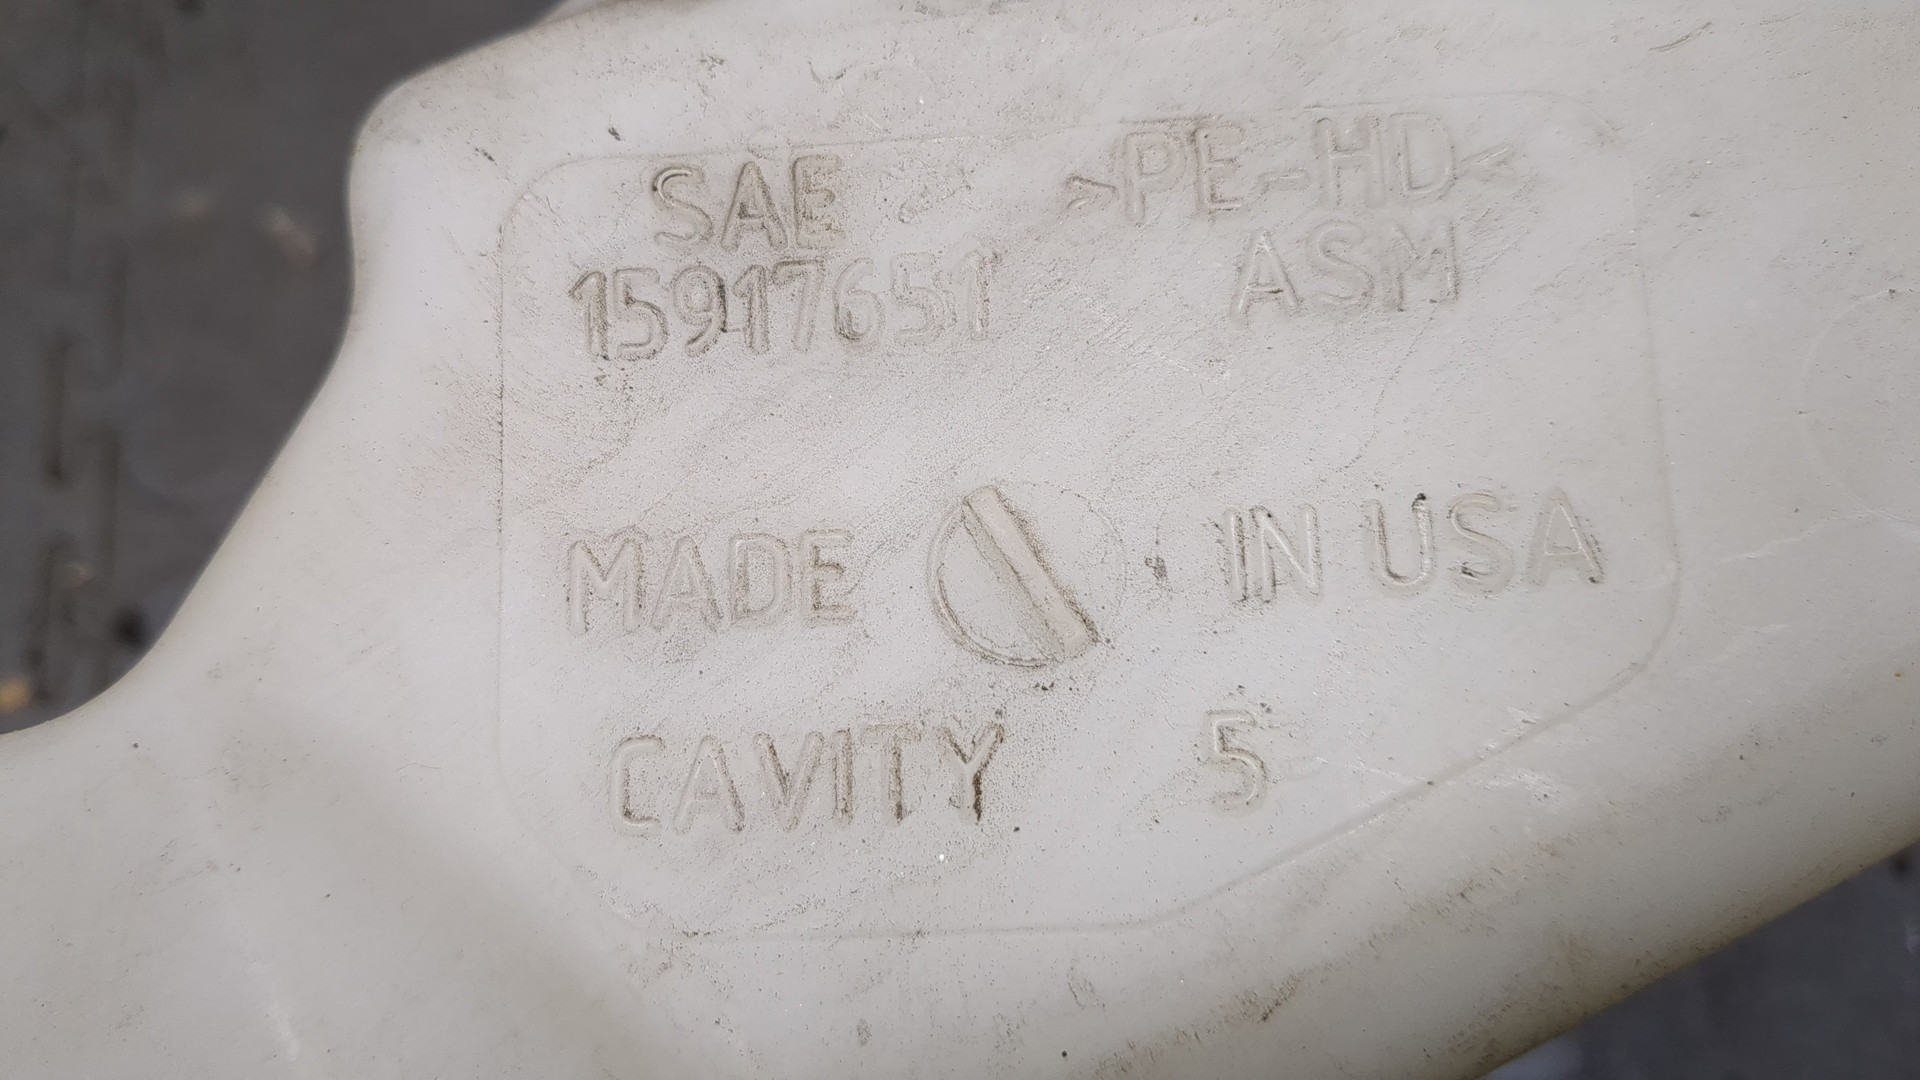 SAE >PE-HD<
15917651 ASM
MADE IN USA
CAVITY 5